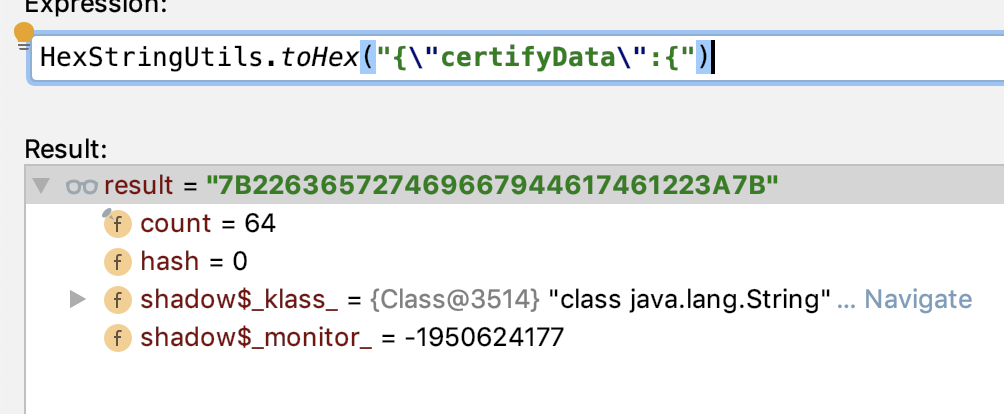 Expression:
HexStringUtils.toHex("{\"certifyData\":{")
Result:
result = "7B2263657274696667944617461223A7B"
count = 64
hash = 0
shadow$_klass_ = {Class@3514} "class java.lang.String" ... Navigate
shadow$_monitor_ = -1950624177